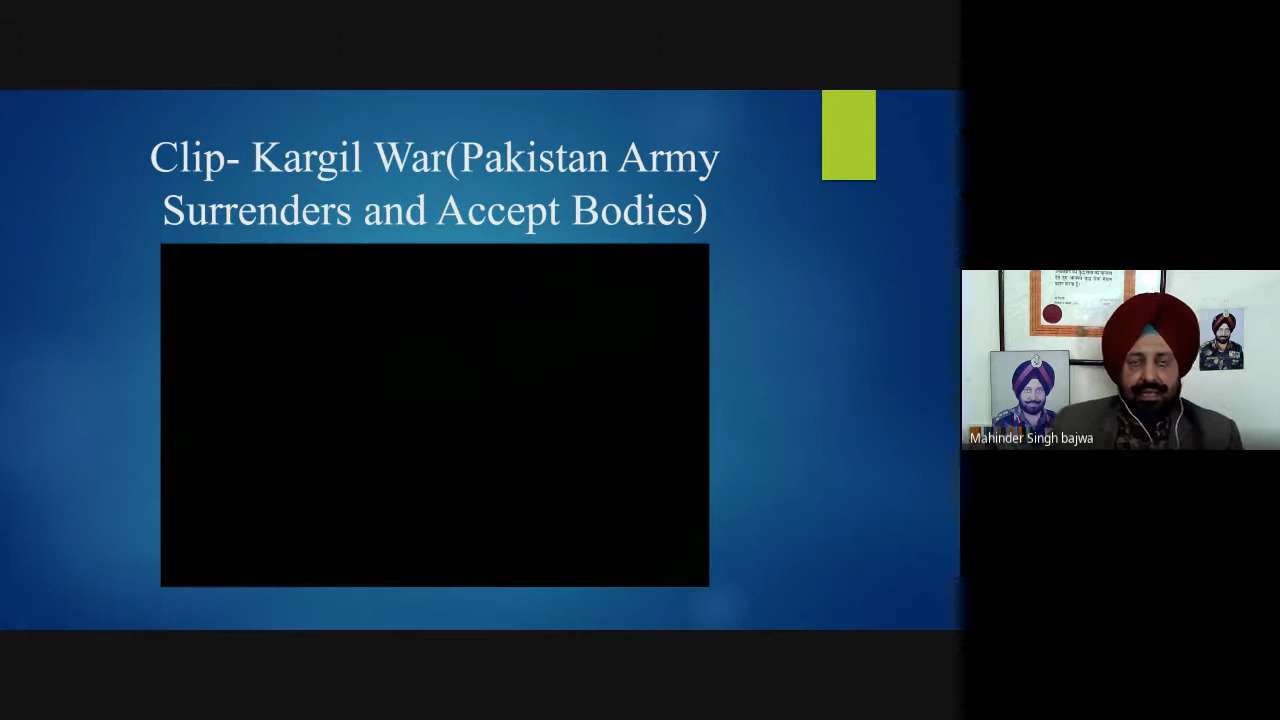 Clip- Kargil War(Pakistan Army
Surrenders and Accept Bodies)
Mahinder Singh bajwa